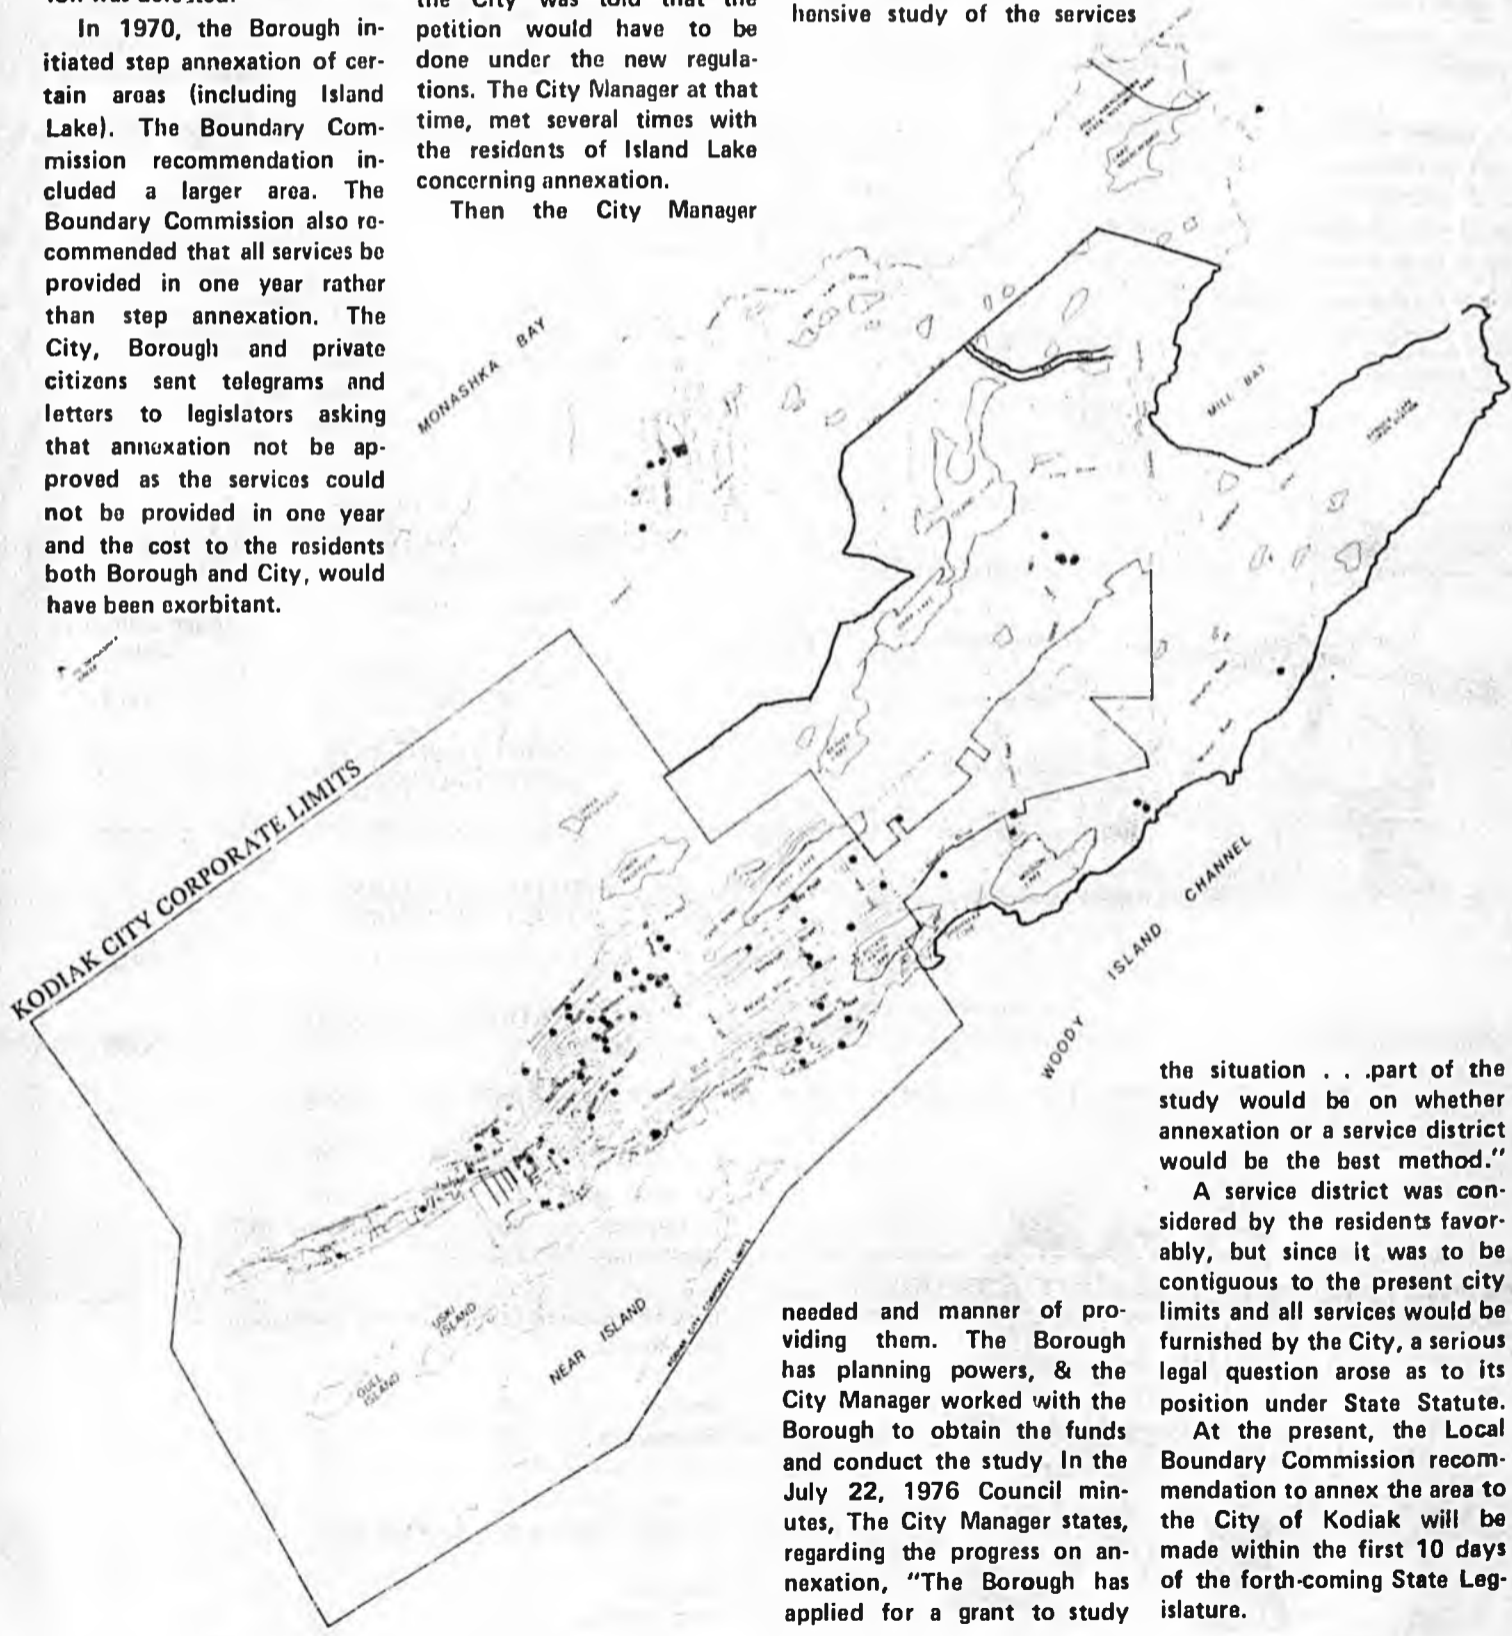 In 1970, the Borough in-
itiated step annexation of cer-
tain areas (including Island
Lake). The Boundary Com-
mission recommendation in-
cluded a larger area. The
Boundary Commission also re-
commended that all services be
provided in one year rather
than step annexation. The
City, Borough and private
citizens sent telegrams and
letters to legislators asking
that annexation not be ap-
proved as the services could
not be provided in one year
and the cost to the residents
both Borough and City, would
have been exorbitant.
the City was told that the
petition would have to be
done under the new regula-
tions. The City Manager at that
time, met several times with
the residents of Island Lake
concerning annexation.
Then the City Manager
hensive study of the services
MONASHKA BAY
MILL BAY
KODIAK CITY CORPORATE LIMITS
WOODY ISLAND CHANNEL
USKI
ISLAND
GULL
ISLAND
NEAR ISLAND
KODIAK CITY CORPORATE LIMITS
needed and manner of pro-
viding them. The Borough
has planning powers, & the
City Manager worked with the
Borough to obtain the funds
and conduct the study. In the
July 22, 1976 Council min-
utes, The City Manager states,
regarding the progress on an-
nexation, "The Borough has
applied for a grant to study
the situation . . .part of the
study would be on whether
annexation or a service district
would be the best method."
A service district was con-
sidered by the residents favor-
ably, but since it was to be
contiguous to the present city
limits and all services would be
furnished by the City, a serious
legal question arose as to its
position under State Statute.
At the present, the Local
Boundary Commission recom-
mendation to annex the area to
the City of Kodiak will be
made within the first 10 days
of the forth-coming State Leg-
islature.